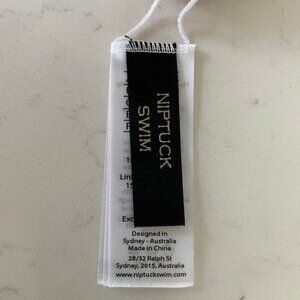 NIPTUCK
SWIM
Exc
Designed in
Sydney - Australia
Made in China
28/32 Ralph St
Sydney, 2015, Australia
www.niptuckswim.com